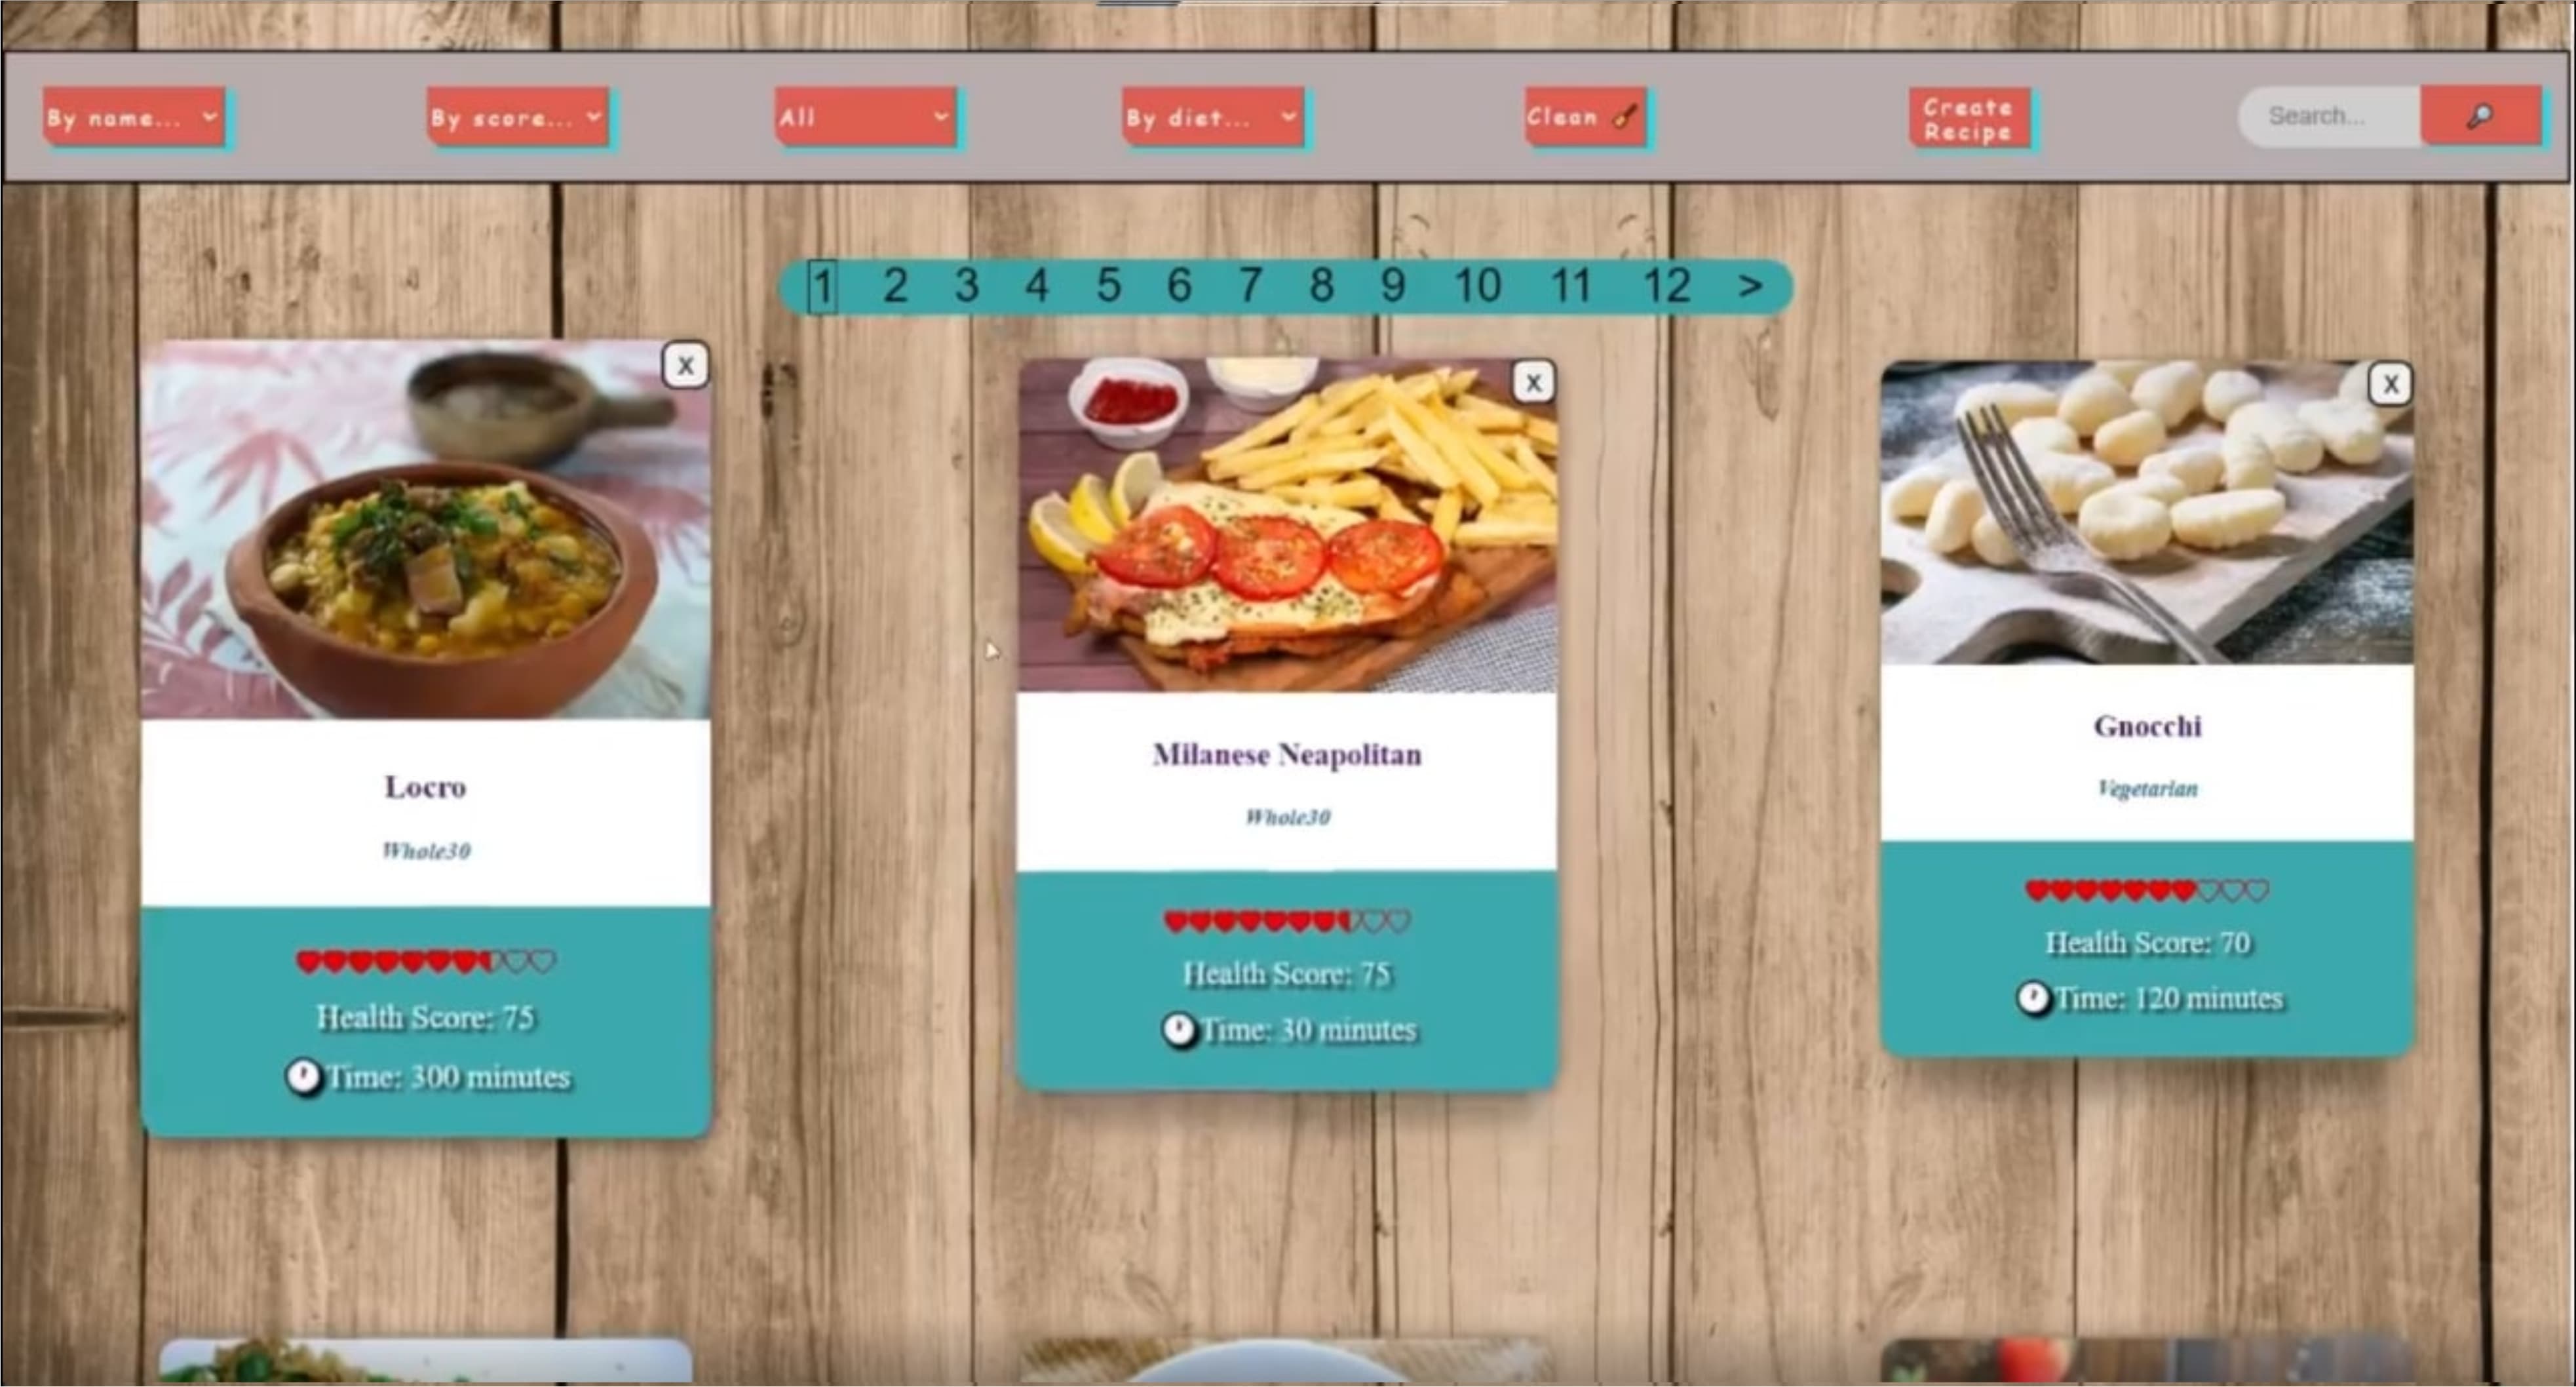 By name...
By score...
All
By diet...
Clean
Create
Recipe
Search...
1 2 3 4 5 6 7 8 9 10 11 12 >
X
Locro
Whole30
Health Score: 75
Time: 300 minutes
X
Milanese Neapolitan
Whole30
Health Score: 75
Time: 30 minutes
X
Gnocchi
Vegetarian
Health Score: 70
Time: 120 minutes